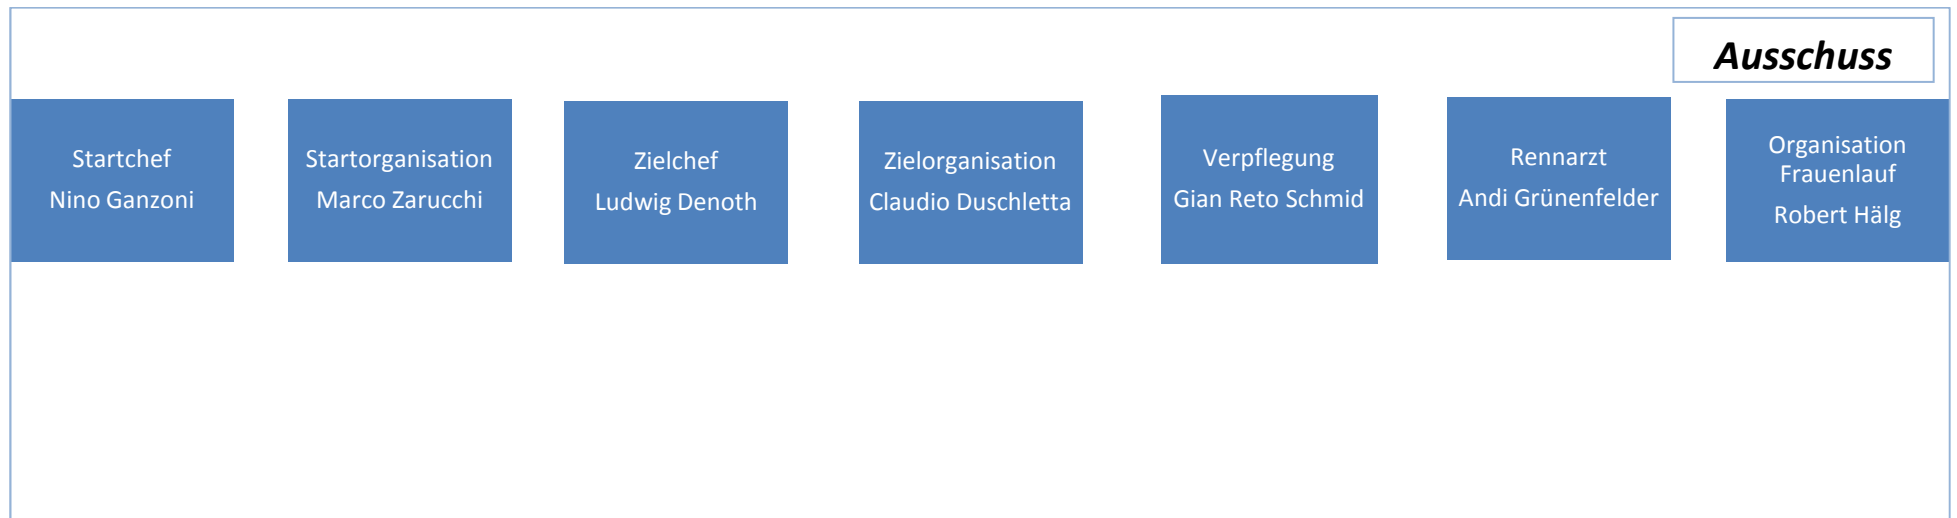 Ausschuss
Startchef
Nino Ganzoni
Startorganisation
Marco Zarucchi
Zielchef
Ludwig Denoth
Zielorganisation
Claudio Duschletta
Verpflegung
Gian Reto Schmid
Rennarzt
Andi Grünenfelder
Organisation
Frauenlauf
Robert Hälg